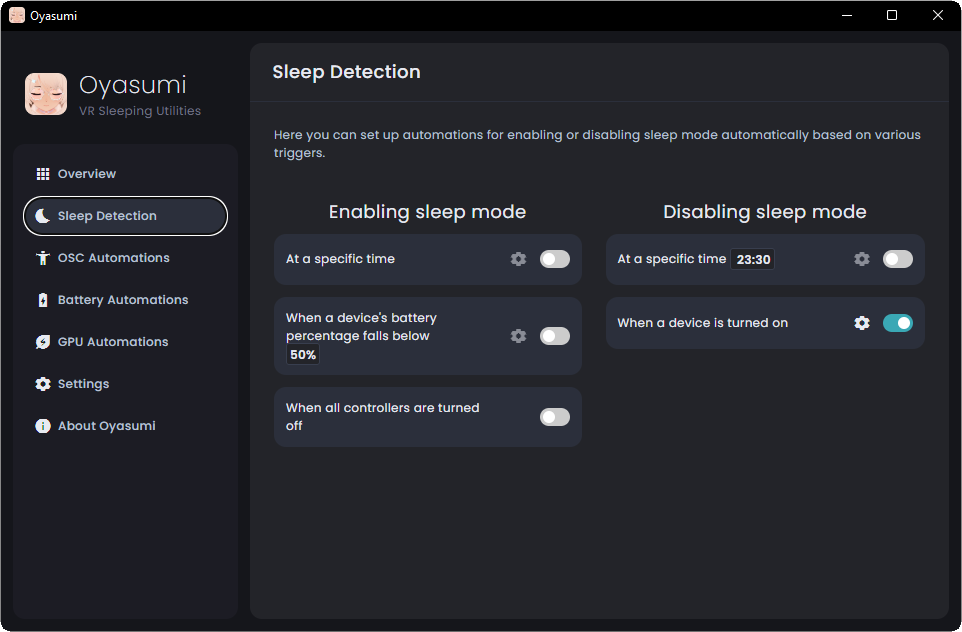 Oyasumi
Oyasumi
VR Sleeping Utilities
Overview
Sleep Detection
OSC Automations
Battery Automations
GPU Automations
Settings
About Oyasumi
Sleep Detection
Here you can set up automations for enabling or disabling sleep mode automatically based on various
triggers.
Enabling sleep mode
At a specific time
When a device's battery
percentage falls below
50%
When all controllers are turned
off
Disabling sleep mode
At a specific time 23:30
When a device is turned on